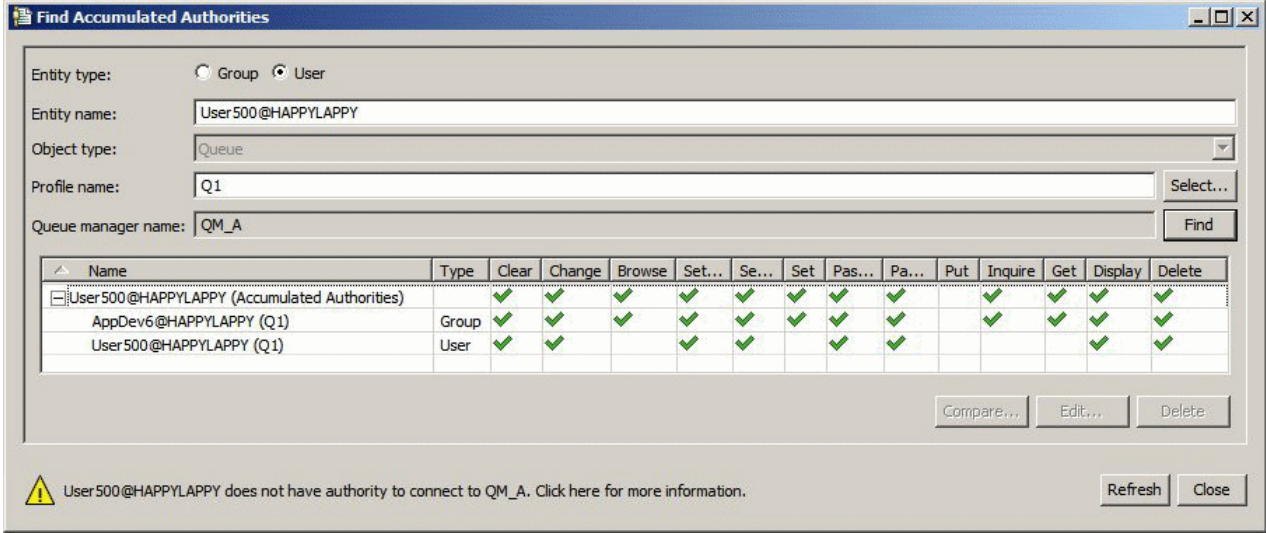 Find Accumulated Authorities
Entity type: Group User
Entity name: User500@HAPPYLAPPY
Object type: Queue
Profile name: Q1 Select...
Queue manager name: QM_A Find
Name Type Clear Change Browse Set... Se... Set Pas... Pa... Put Inquire Get Display Delete
User500@HAPPYLAPPY (Accumulated Authorities)
AppDev6@HAPPYLAPPY (Q1) Group
User500@HAPPYLAPPY (Q1) User
Compare... Edit... Delete
User500@HAPPYLAPPY does not have authority to connect to QM_A. Click here for more information. Refresh Close